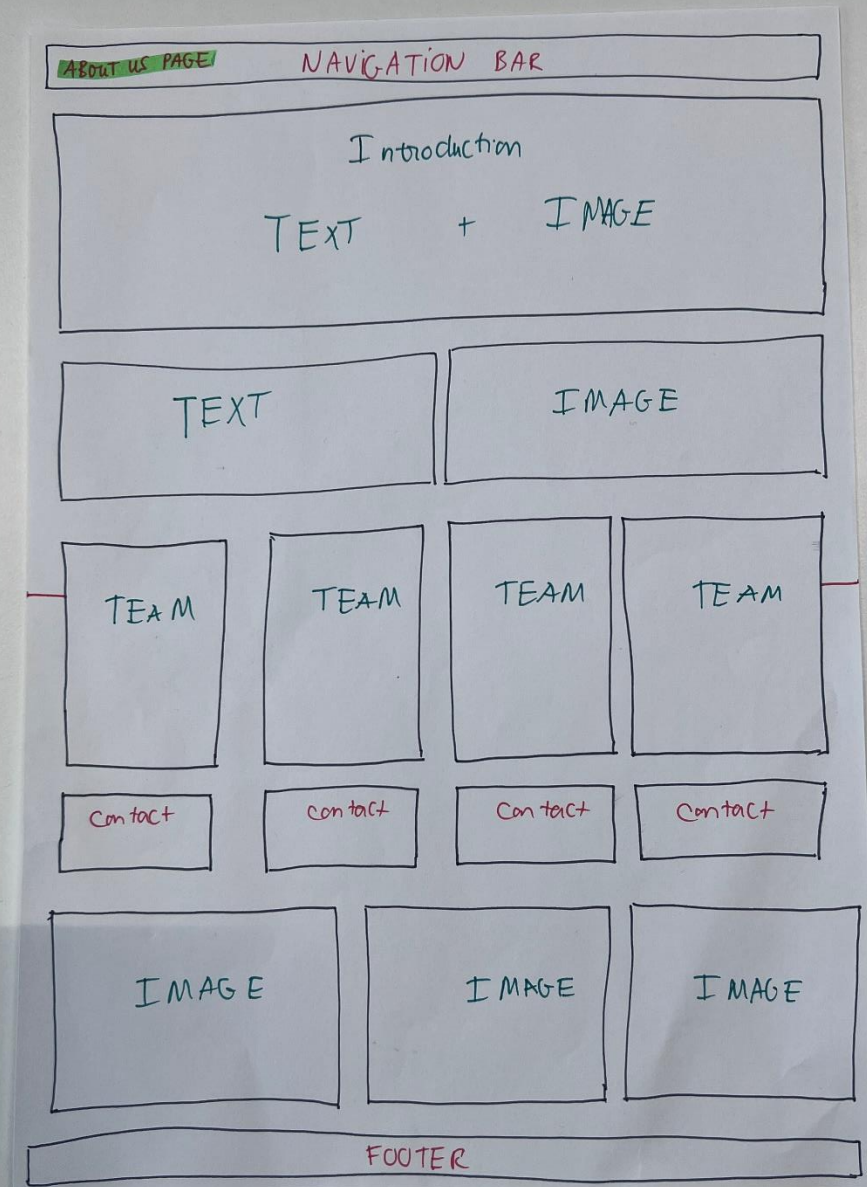 ABOUT US PAGE NAVIGATION BAR
Introduction
TEXT + IMAGE
TEXT IMAGE
TEAM TEAM TEAM TEAM
Contact Contact Contact Contact
IMAGE IMAGE IMAGE
FOOTER